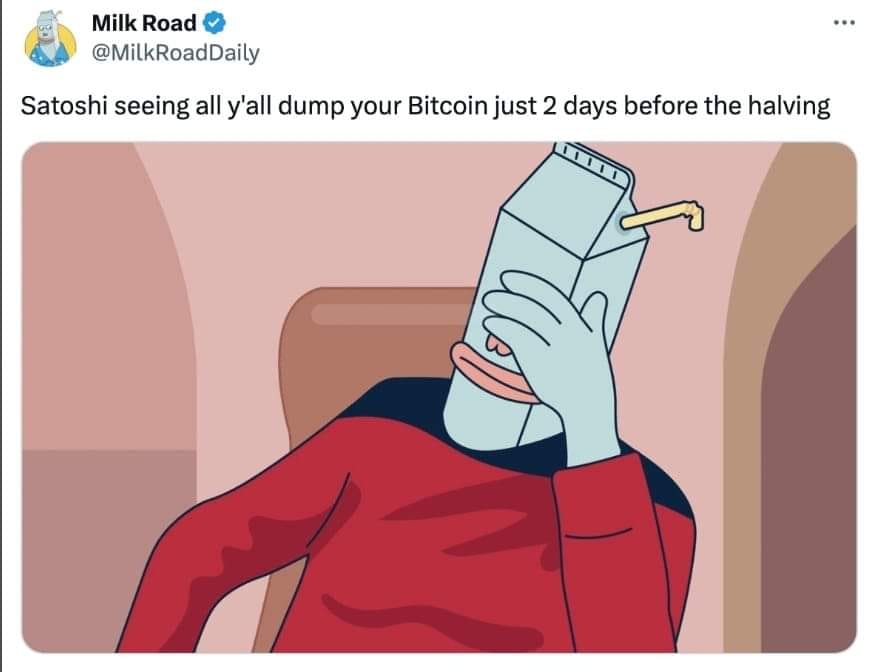 Milk Road
@MilkRoadDaily
Satoshi seeing all y'all dump your Bitcoin just 2 days before the halving